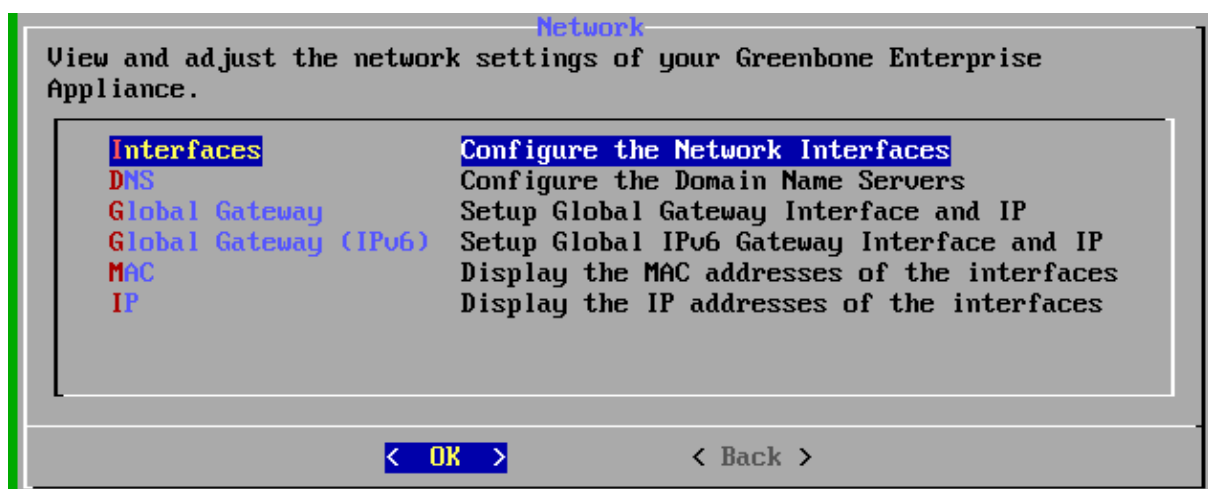 Network
View and adjust the network settings of your Greenbone Enterprise
Appliance.
Interfaces Configure the Network Interfaces
DNS Configure the Domain Name Servers
Global Gateway Setup Global Gateway Interface and IP
Global Gateway (IPv6) Setup Global IPv6 Gateway Interface and IP
MAC Display the MAC addresses of the interfaces
IP Display the IP addresses of the interfaces
< OK > < Back >